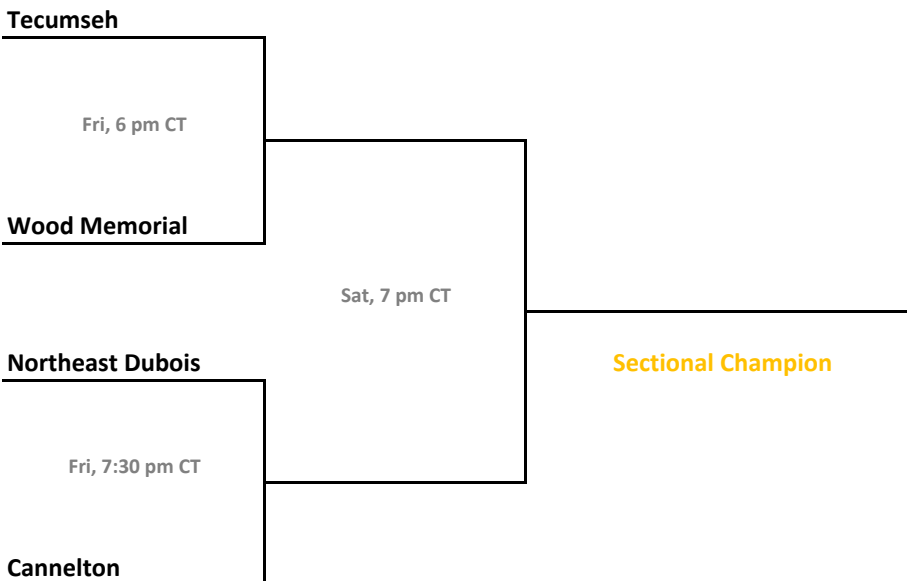 Tecumseh
Fri, 6 pm CT
Wood Memorial
Sat, 7 pm CT
Northeast Dubois
Sectional Champion
Fri, 7:30 pm CT
Cannelton